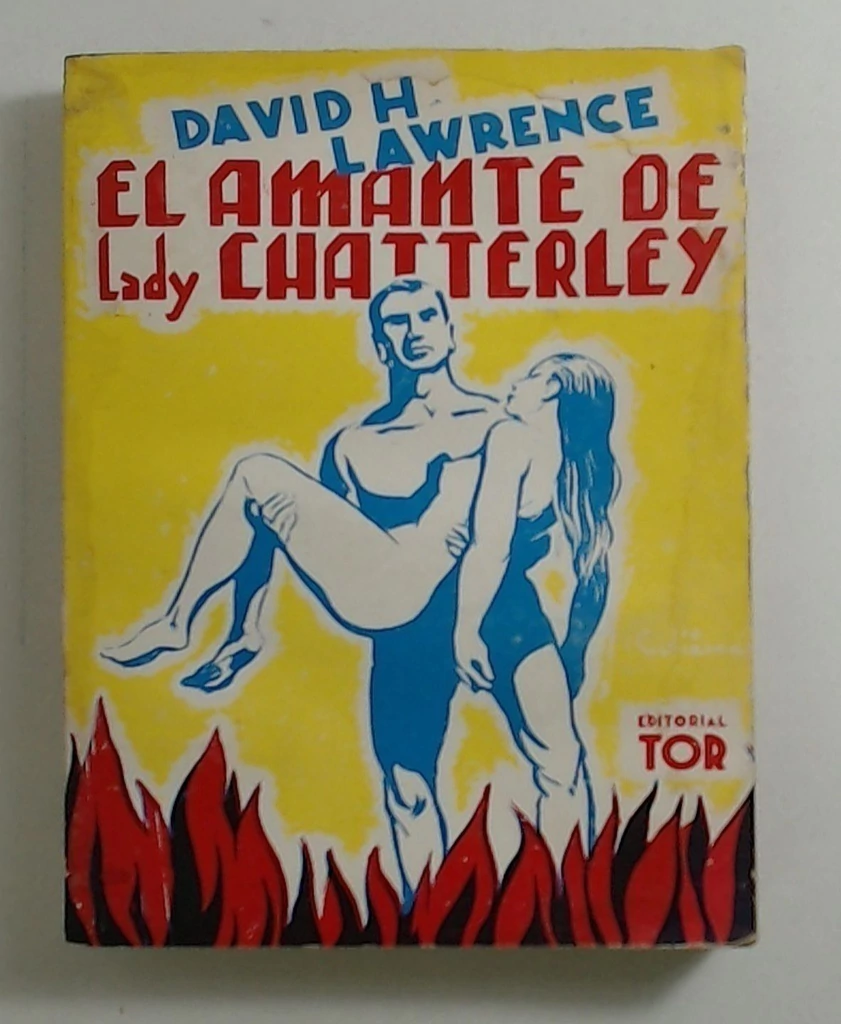 DAVID H
LAWRENCE
EL AMANTE DE
Lady CHATTERLEY
EDITORIAL
TOR